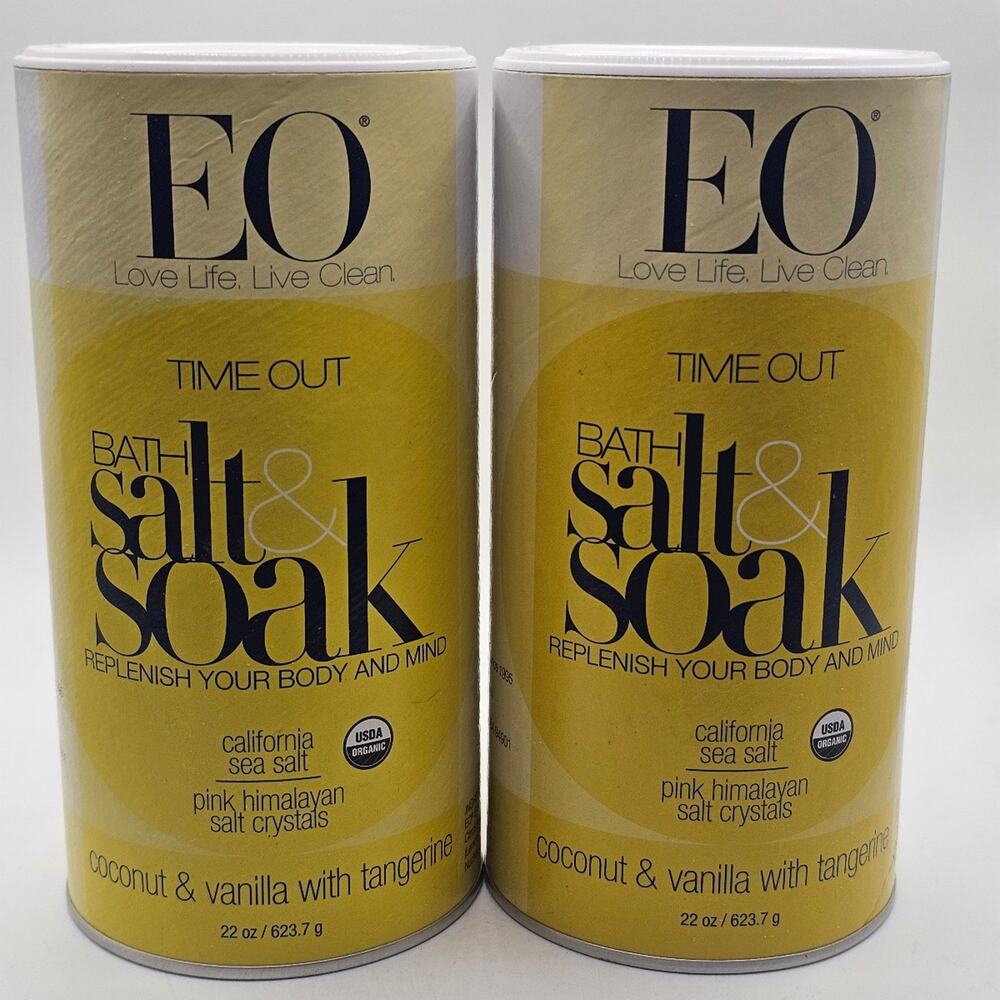 EO®
Love Life. Live Clean.
TIME OUT
BATH
salt &
soak
REPLENISH YOUR BODY AND MIND
california
sea salt
USDA
ORGANIC
pink himalayan
salt crystals
coconut & vanilla with tangerine
22 oz / 623.7 g
EO®
Love Life. Live Clean.
TIME OUT
BATH
salt &
soak
REPLENISH YOUR BODY AND MIND
1995
94901
california
sea salt
USDA
ORGANIC
pink himalayan
salt crystals
coconut & vanilla with tangerine
22 oz / 623.7 g